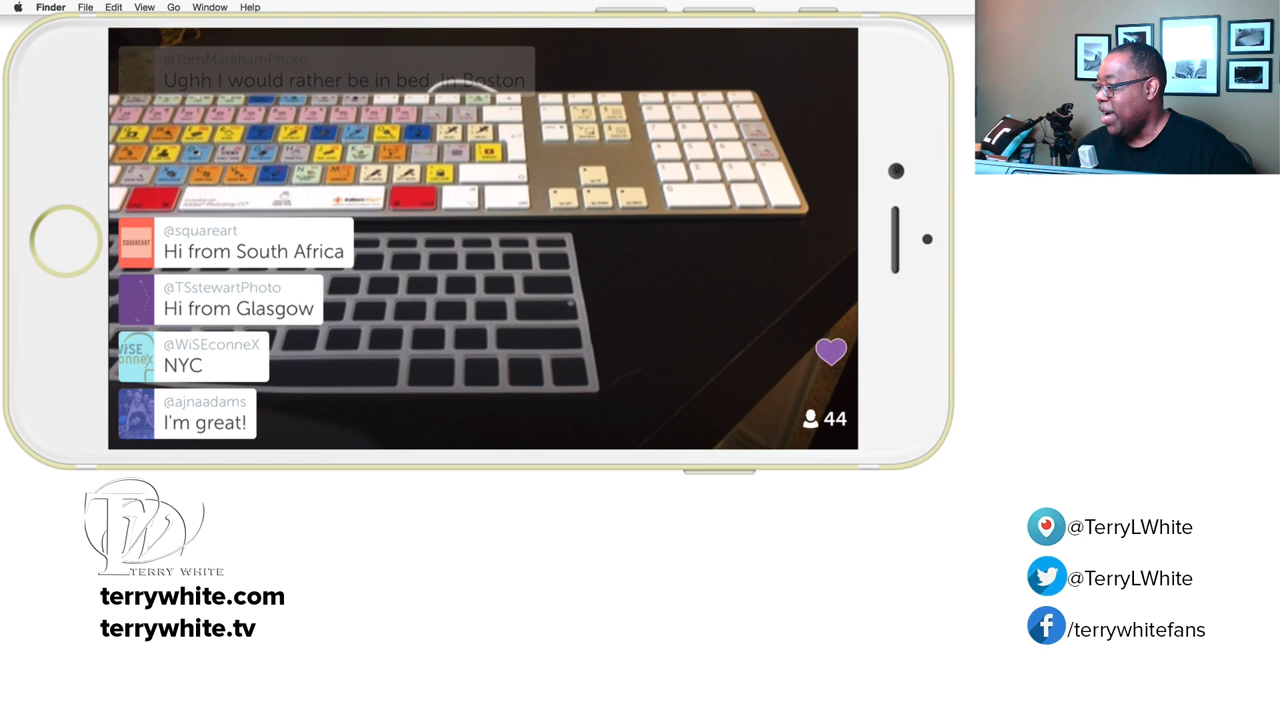 Finder File Edit View Go Window Help
@TomMarkhamPhoto
Ughh I would rather be in bed. In Boston
@squareart
SQUAREART
Hi from South Africa
@TSstewartPhoto
Hi from Glasgow
@WiSEconneX
NYC
@ajnaadams
I'm great!
44
TW
TERRY WHITE
terrywhite.com
terrywhite.tv
@TerryLWhite
@TerryLWhite
/terrywhitefans